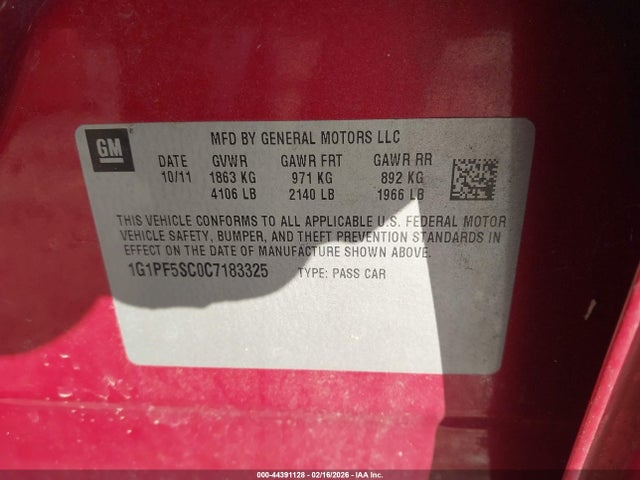 GM
MFD BY GENERAL MOTORS LLC
DATE GVWR GAWR FRT GAWR RR
10/11 1863 KG 971 KG 892 KG
4106 LB 2140 LB 1966 LB
THIS VEHICLE CONFORMS TO ALL APPLICABLE U.S. FEDERAL MOTOR
VEHICLE SAFETY, BUMPER, AND THEFT PREVENTION STANDARDS IN
EFFECT ON THE DATE OF MANUFACTURE SHOWN ABOVE.
1G1PF5SC0C7183325 TYPE: PASS CAR
000-44391128 - 02/16/2026 - IAA Inc.